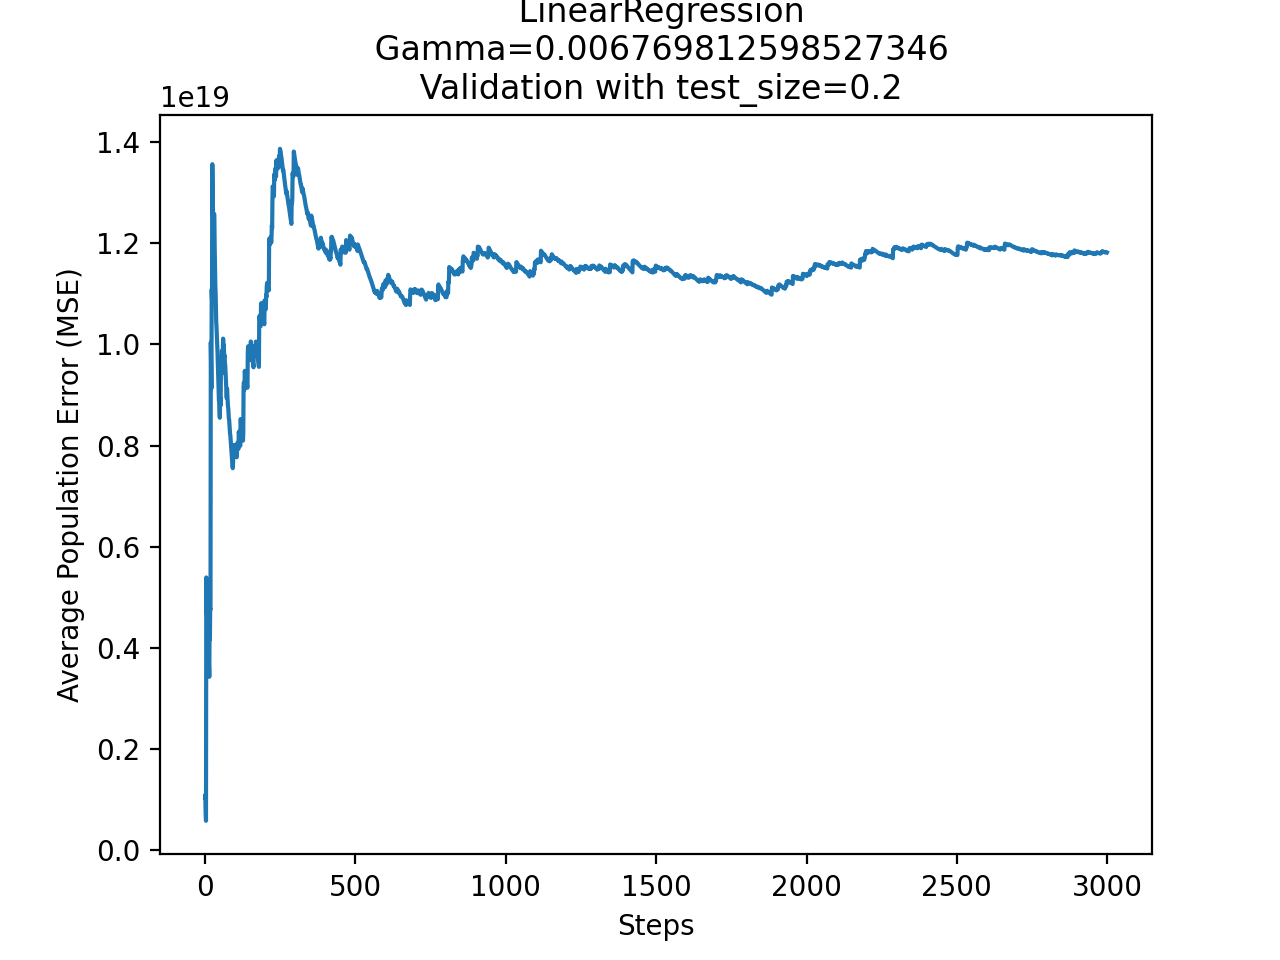 LinearRegression
Gamma=0.006769812598527346
Validation with test_size=0.2
1e19
1.4
1.2
1.0
0.8
0.6
0.4
0.2
0.0
Average Population Error (MSE)
0 500 1000 1500 2000 2500 3000
Steps